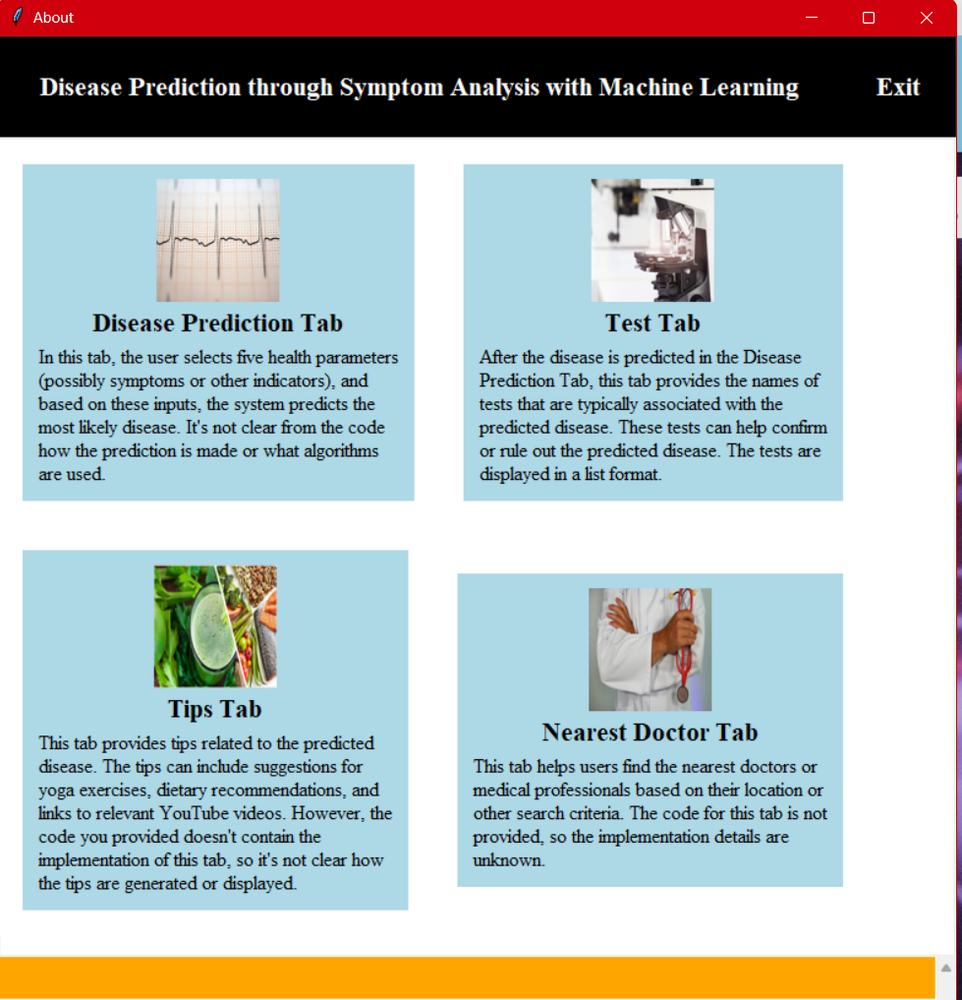 About
Disease Prediction through Symptom Analysis with Machine Learning
Exit
Disease Prediction Tab
In this tab, the user selects five health parameters
(possibly symptoms or other indicators), and
based on these inputs, the system predicts the
most likely disease. It's not clear from the code
how the prediction is made or what algorithms
are used.
Test Tab
After the disease is predicted in the Disease
Prediction Tab, this tab provides the names of
tests that are typically associated with the
predicted disease. These tests can help confirm
or rule out the predicted disease. The tests are
displayed in a list format.
Tips Tab
This tab provides tips related to the predicted
disease. The tips can include suggestions for
yoga exercises, dietary recommendations, and
links to relevant YouTube videos. However, the
code you provided doesn't contain the
implementation of this tab, so it's not clear how
the tips are generated or displayed.
Nearest Doctor Tab
This tab helps users find the nearest doctors or
medical professionals based on their location or
other search criteria. The code for this tab is not
provided, so the implementation details are
unknown.